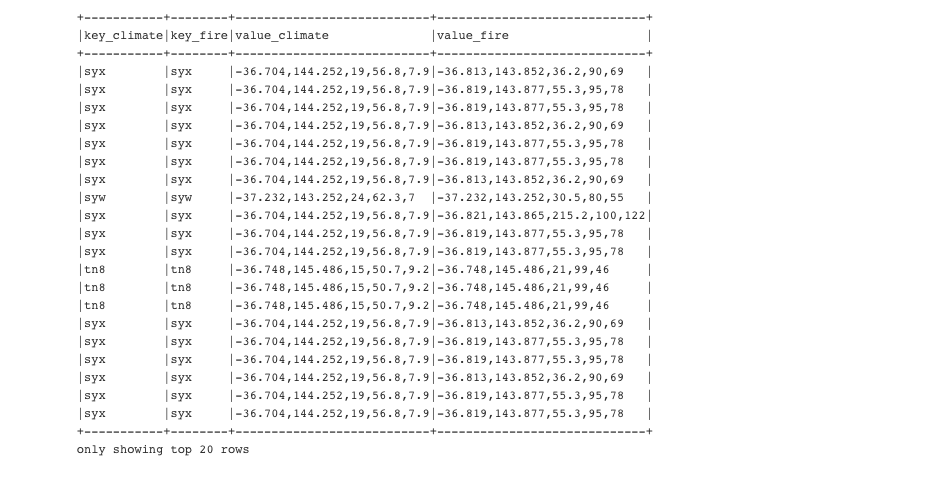 +-----------+--------+-------------------------+---------------------------+
|key_climate|key_fire|value_climate            |value_fire                 |
+-----------+--------+-------------------------+---------------------------+
|syx        |syx     |-36.704,144.252,19,56.8,7.9|-36.813,143.852,36.2,90,69   |
|syx        |syx     |-36.704,144.252,19,56.8,7.9|-36.819,143.877,55.3,95,78   |
|syx        |syx     |-36.704,144.252,19,56.8,7.9|-36.819,143.877,55.3,95,78   |
|syx        |syx     |-36.704,144.252,19,56.8,7.9|-36.813,143.852,36.2,90,69   |
|syx        |syx     |-36.704,144.252,19,56.8,7.9|-36.819,143.877,55.3,95,78   |
|syx        |syx     |-36.704,144.252,19,56.8,7.9|-36.819,143.877,55.3,95,78   |
|syx        |syx     |-36.704,144.252,19,56.8,7.9|-36.813,143.852,36.2,90,69   |
|syw        |syw     |-37.232,143.252,24,62.3,7  |-37.232,143.252,30.5,80,55   |
|syx        |syx     |-36.704,144.252,19,56.8,7.9|-36.821,143.865,215.2,100,122|
|syx        |syx     |-36.704,144.252,19,56.8,7.9|-36.819,143.877,55.3,95,78   |
|syx        |syx     |-36.704,144.252,19,56.8,7.9|-36.819,143.877,55.3,95,78   |
|tn8        |tn8     |-36.748,145.486,15,50.7,9.2|-36.748,145.486,21,99,46     |
|tn8        |tn8     |-36.748,145.486,15,50.7,9.2|-36.748,145.486,21,99,46     |
|tn8        |tn8     |-36.748,145.486,15,50.7,9.2|-36.748,145.486,21,99,46     |
|syx        |syx     |-36.704,144.252,19,56.8,7.9|-36.813,143.852,36.2,90,69   |
|syx        |syx     |-36.704,144.252,19,56.8,7.9|-36.819,143.877,55.3,95,78   |
|syx        |syx     |-36.704,144.252,19,56.8,7.9|-36.819,143.877,55.3,95,78   |
|syx        |syx     |-36.704,144.252,19,56.8,7.9|-36.813,143.852,36.2,90,69   |
|syx        |syx     |-36.704,144.252,19,56.8,7.9|-36.819,143.877,55.3,95,78   |
|syx        |syx     |-36.704,144.252,19,56.8,7.9|-36.819,143.877,55.3,95,78   |
+-----------+--------+-------------------------+---------------------------+
only showing top 20 rows